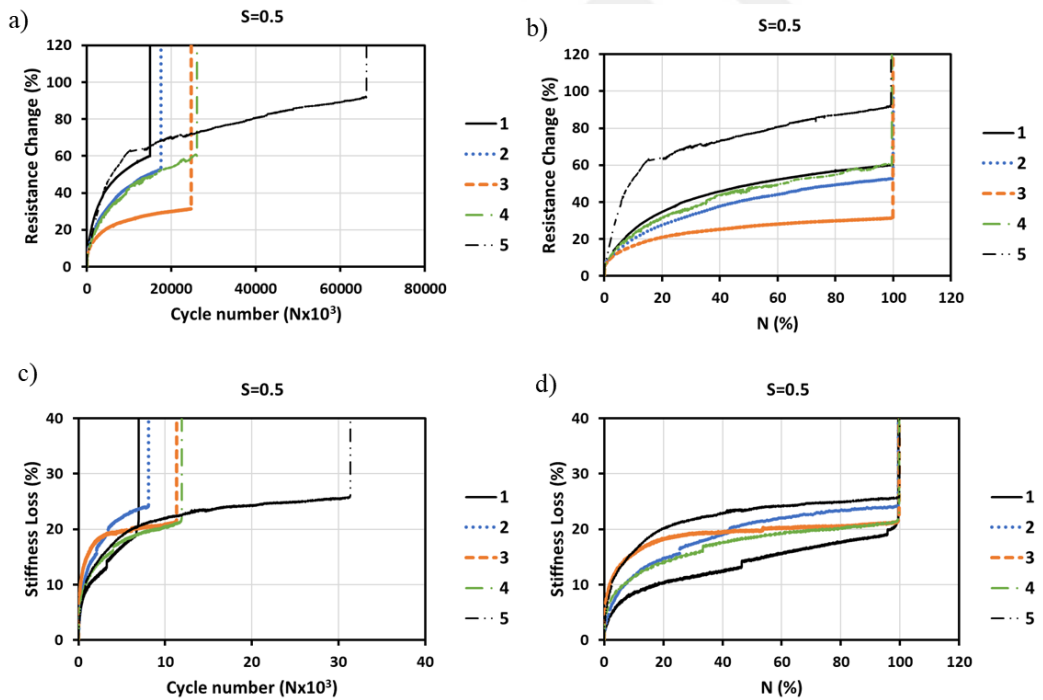 a)
S=0.5
Resistance Change (%)
120
100
80
60
40
20
0
0 20000 40000 60000 80000
Cycle number (Nx10³)
1
2
3
4
5
b)
S=0.5
Resistance Change (%)
120
100
80
60
40
20
0
0 20 40 60 80 100 120
N (%)
1
2
3
4
5
c)
S=0.5
Stiffness Loss (%)
40
30
20
10
0
0 10 20 30 40
Cycle number (Nx10³)
1
2
3
4
5
d)
S=0.5
Stiffness Loss (%)
40
30
20
10
0
0 20 40 60 80 100 120
N (%)
1
2
3
4
5